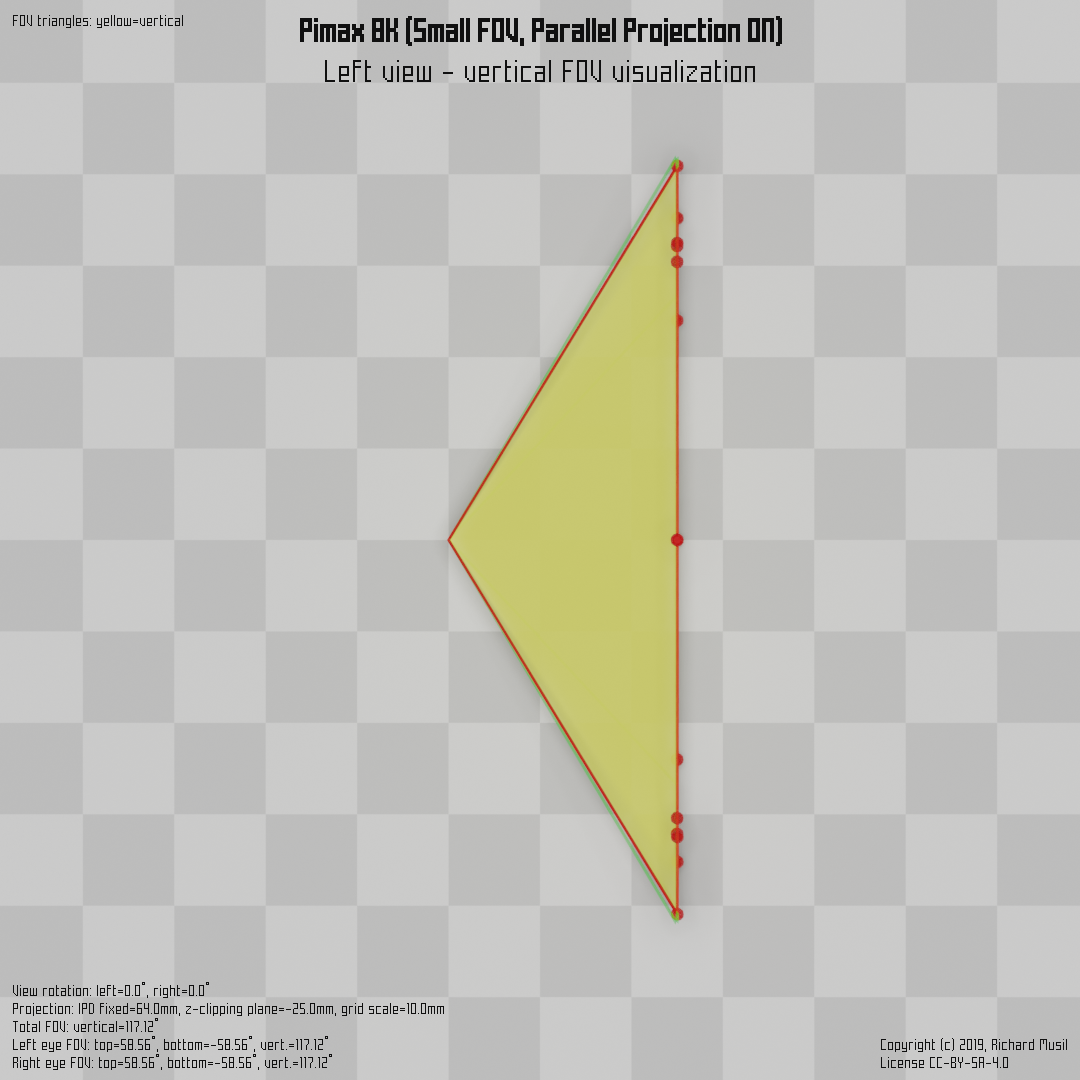 FOV triangles: yellow=vertical
Pimax 8K (Small FOV, Parallel Projection ON)
Left view - vertical FOV visualization
View rotation: left=0.0°, right=0.0°
Projection: IPD fixed=64.0mm, z-clipping plane=-25.0mm, grid scale=10.0mm
Total FOV: vertical=117.12°
Left eye FOV: top=58.56°, bottom=-58.56°, vert.=117.12°
Right eye FOV: top=58.56°, bottom=-58.56°, vert.=117.12°
Copyright (c) 2019, Richard Musil
License CC-BY-SA-4.0